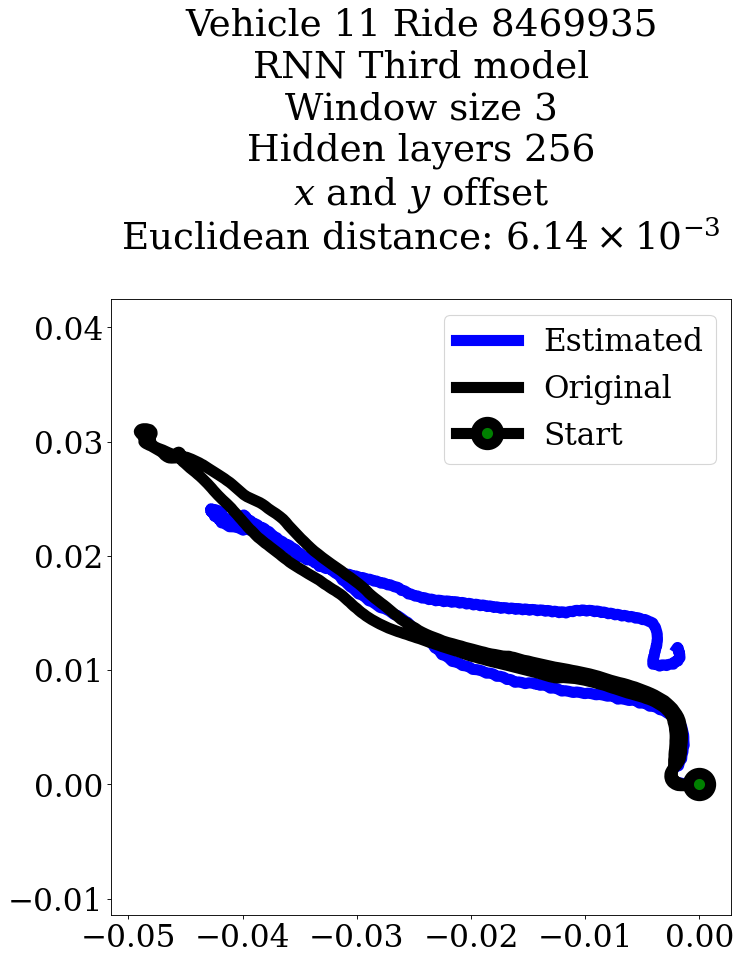 Vehicle 11 Ride 8469935
RNN Third model
Window size 3
Hidden layers 256
x and y offset
Euclidean distance: 6.14 × 10⁻³
Estimated
Original
Start
0.04
0.03
0.02
0.01
0.00
−0.01
−0.05 −0.04 −0.03 −0.02 −0.01 0.00